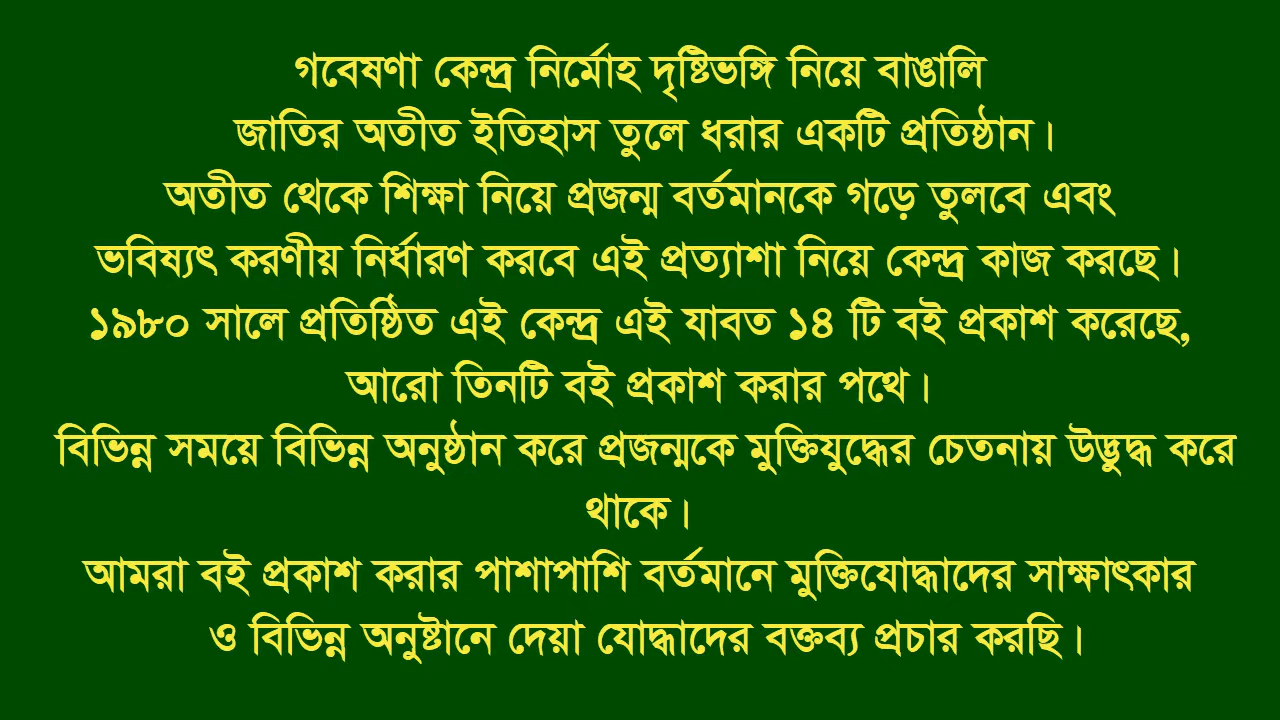 গবেষণা কেন্দ্র নির্মোহ দৃষ্টিভঙ্গি নিয়ে বাঙালি
জাতির অতীত ইতিহাস তুলে ধরার একটি প্রতিষ্ঠান।
অতীত থেকে শিক্ষা নিয়ে প্রজন্ম বর্তমানকে গড়ে তুলবে এবং
ভবিষ্যৎ করণীয় নির্ধারণ করবে এই প্রত্যাশা নিয়ে কেন্দ্র কাজ করছে।
১৯৮০ সালে প্রতিষ্ঠিত এই কেন্দ্র এই যাবত ১৪ টি বই প্রকাশ করেছে,
আরো তিনটি বই প্রকাশ করার পথে।
বিভিন্ন সময়ে বিভিন্ন অনুষ্ঠান করে প্রজন্মকে মুক্তিযুদ্ধের চেতনায় উদ্ভুদ্ধ করে
থাকে।
আমরা বই প্রকাশ করার পাশাপাশি বর্তমানে মুক্তিযোদ্ধাদের সাক্ষাৎকার
ও বিভিন্ন অনুষ্টানে দেয়া যোদ্ধাদের বক্তব্য প্রচার করছি।